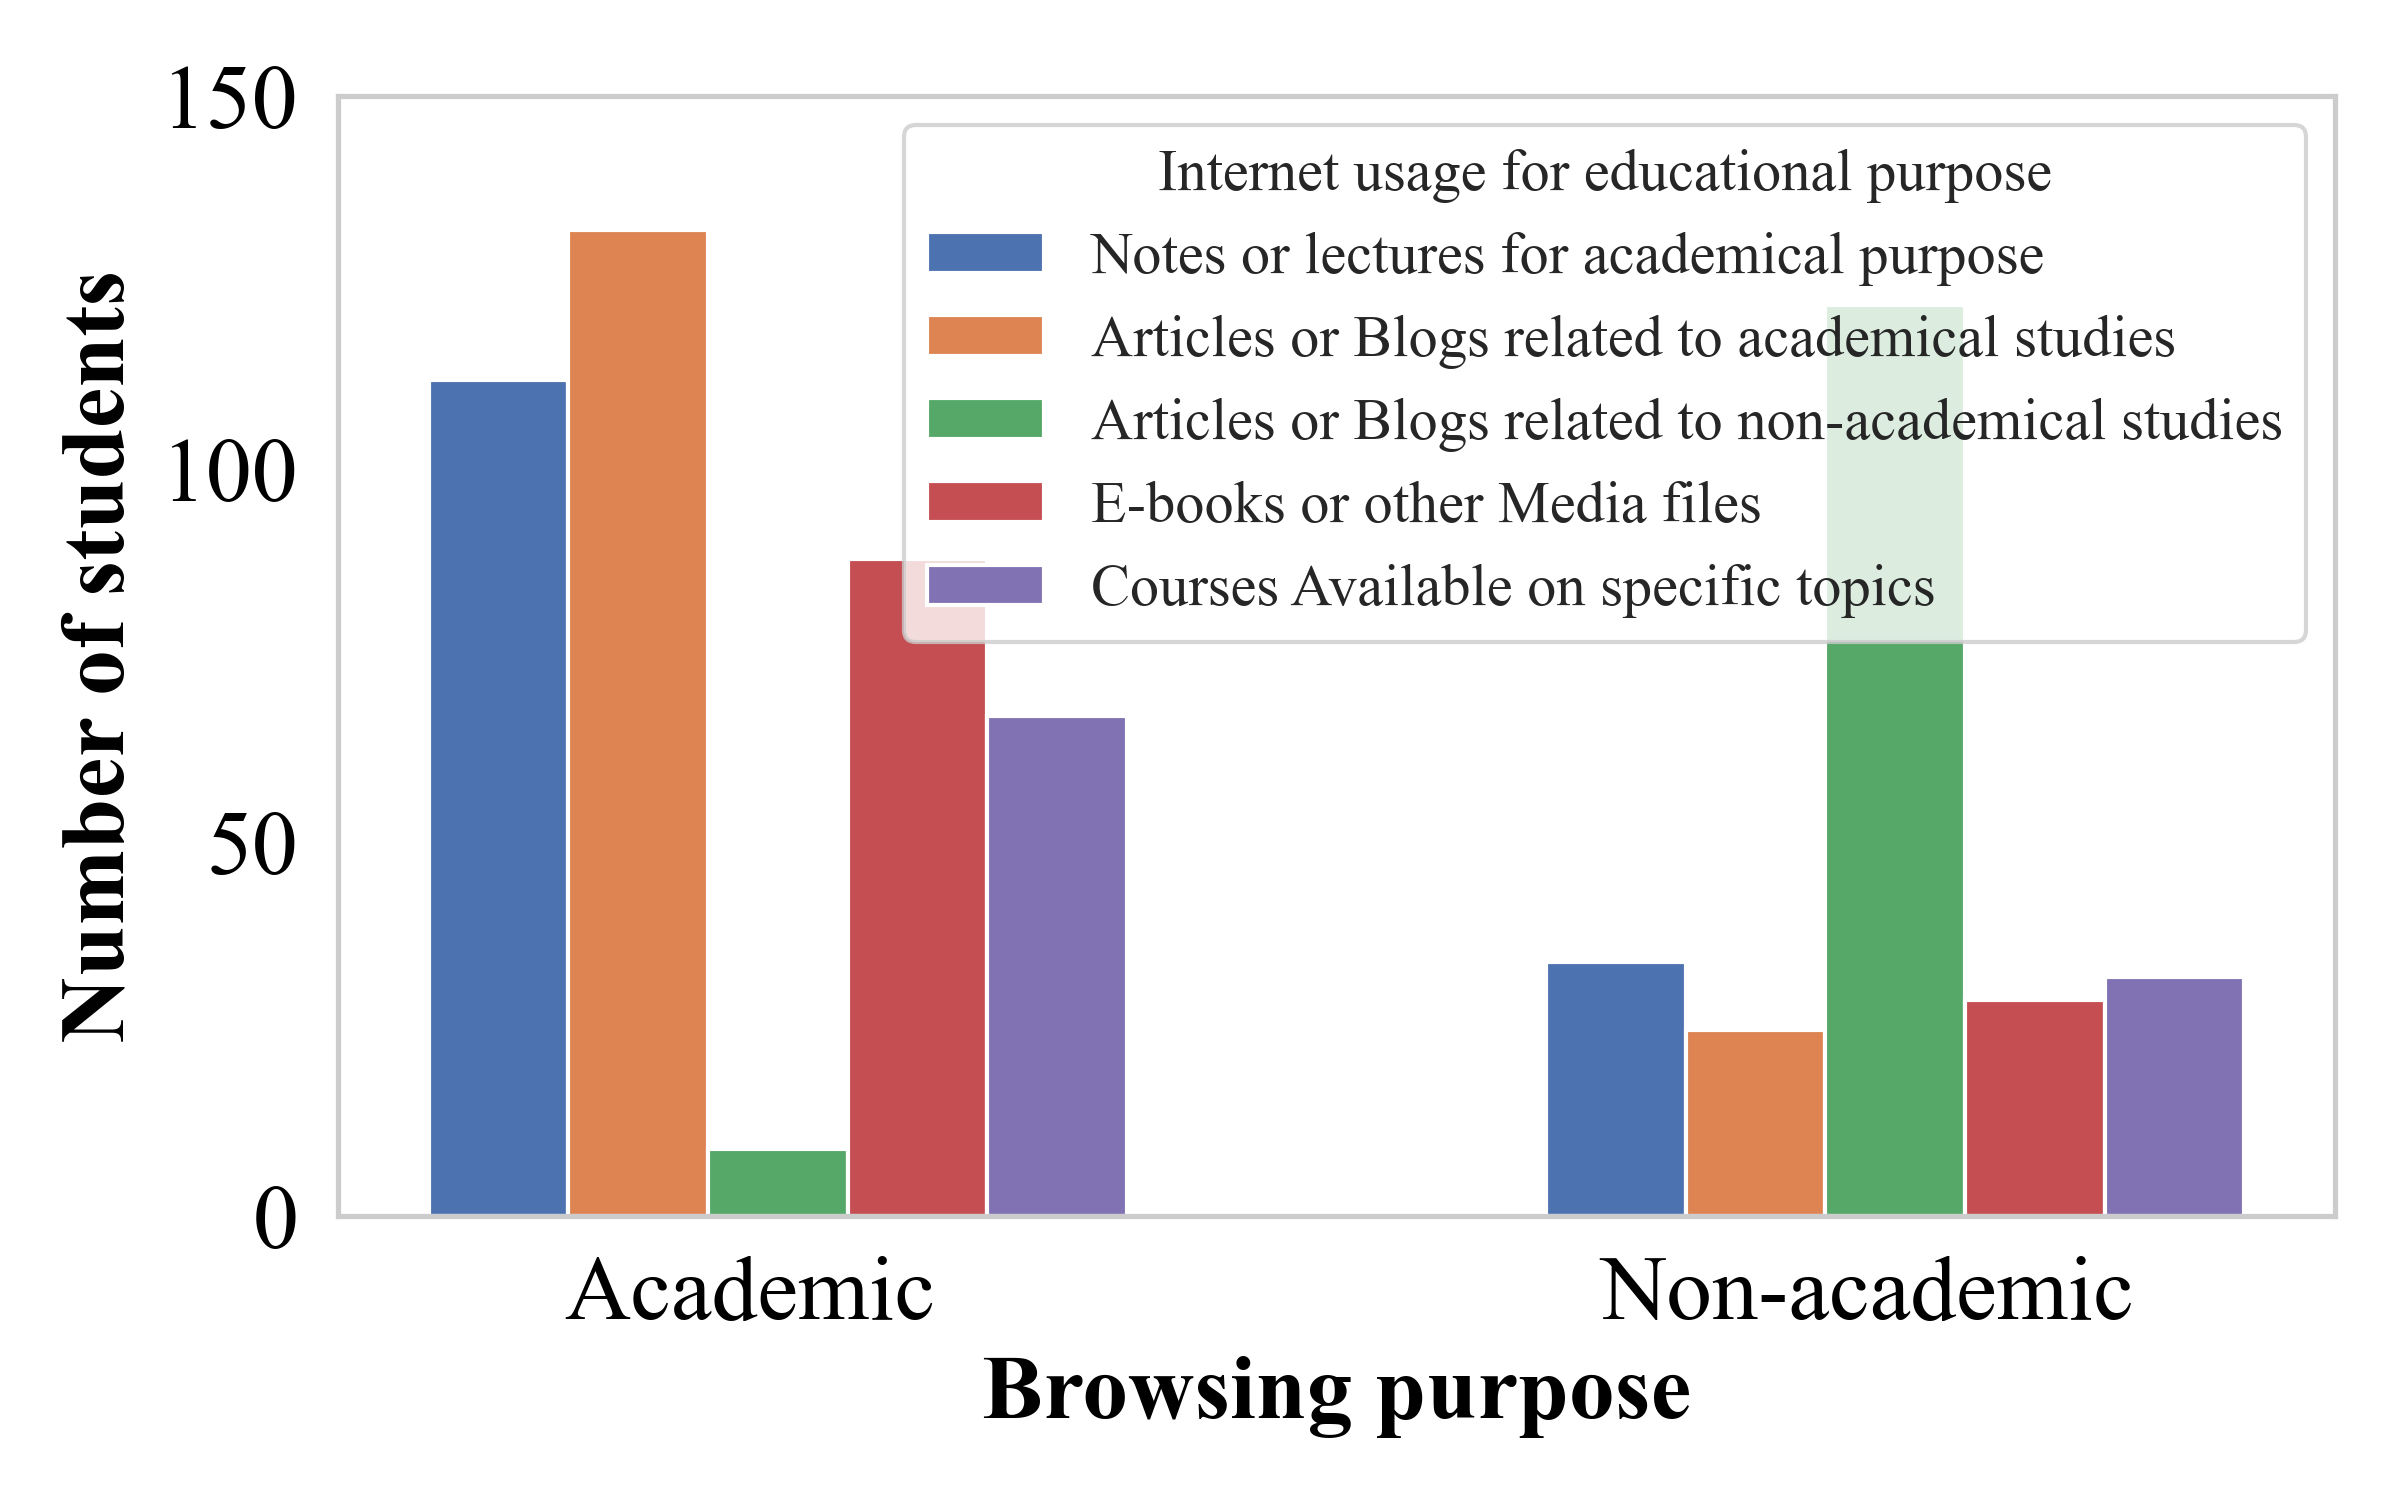 150
100
50
0
Number of students
Internet usage for educational purpose
Notes or lectures for academical purpose
Articles or Blogs related to academical studies
Articles or Blogs related to non-academical studies
E-books or other Media files
Courses Available on specific topics
Academic
Non-academic
Browsing purpose